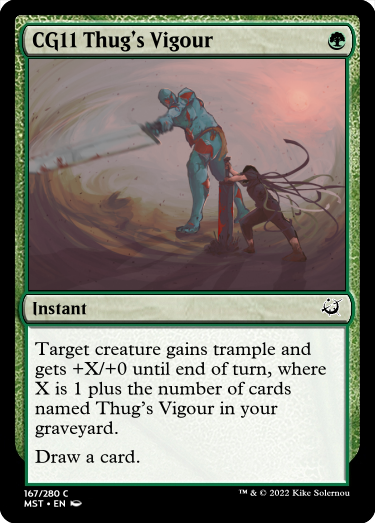 CG11 Thug's Vigour
Instant
Target creature gains trample and
gets +X/+0 until end of turn, where
X is 1 plus the number of cards
named Thug's Vigour in your
graveyard.
Draw a card.
167/280 C
MST • EN Kike Solernou
™ & © 2022 Kike Solernou